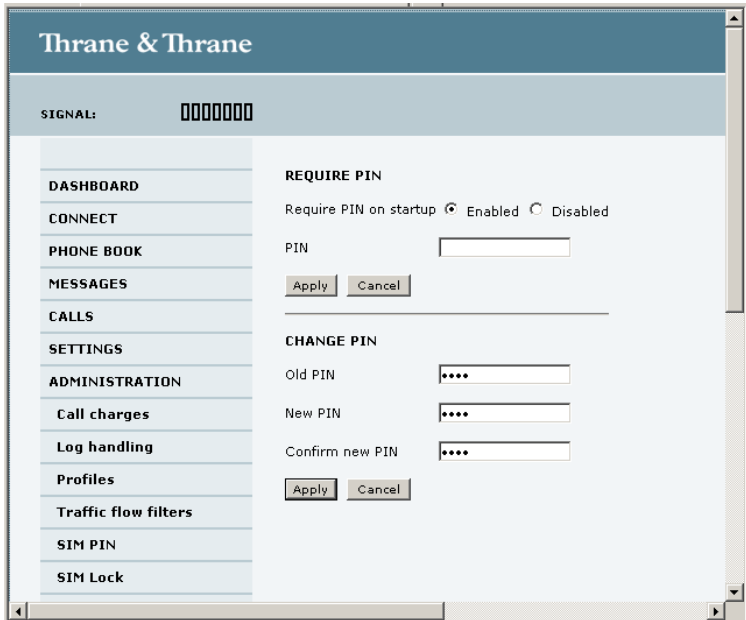 Thrane & Thrane
SIGNAL:
DASHBOARD
CONNECT
PHONE BOOK
MESSAGES
CALLS
SETTINGS
ADMINISTRATION
Call charges
Log handling
Profiles
Traffic flow filters
SIM PIN
SIM Lock
REQUIRE PIN
Require PIN on startup Enabled Disabled
PIN
Apply Cancel
CHANGE PIN
Old PIN ••••
New PIN ••••
Confirm new PIN ••••
Apply Cancel